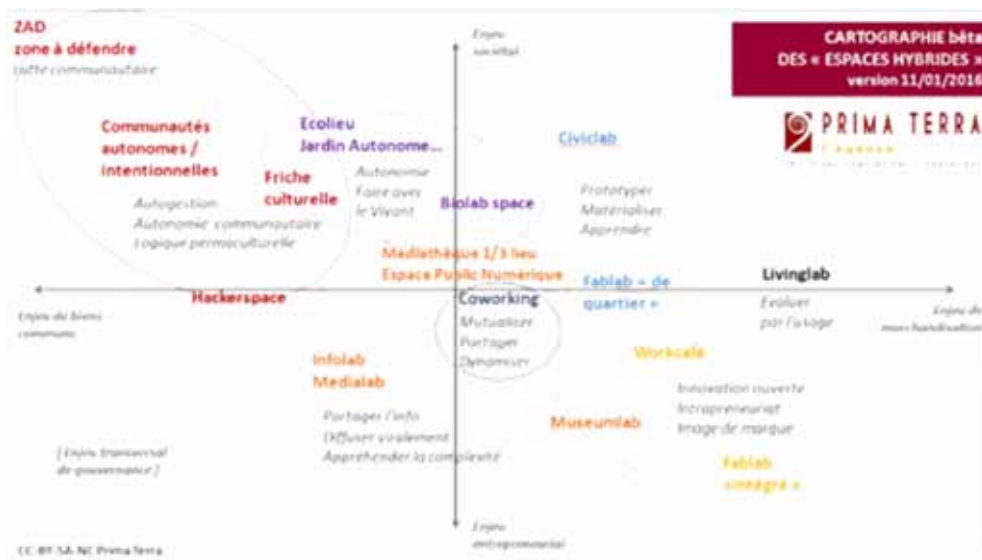 ZAD
zone à défendre
Lutte communautaire
Enjeu
sociétal
CARTOGRAPHIE bêta
DES « ESPACES HYBRIDES »
version 11/01/2016
PRIMA TERRA
l'agence
Communautés
autonomes /
intentionnelles
Autogestion
Autonomie communautaire
Logique permaculturelle
Friche
culturelle
Ecolieu
Jardin Autonome...
Autonomie
Faire avec
le Vivant
Biolab space
Civiclab
Prototyper
Matérialiser
Apprendre
Médiathèque 1/3 lieu
Espace Public Numérique
Fablab « de
quartier »
Livinglab
Evoluer
par l'usage
Hackerspace
Coworking
Mutualiser
Partager
Dynamiser
Enjeu de biens
communs
Enjeu de
marchandisation
Infolab
Medialab
Partager l'info
Diffuser viralement
Appréhender la complexité
Workcafé
Innovation ouverte
Intrapreneuriat
Image de marque
Museumlab
Fablab
«intégré »
[ Enjeu transversal
de gouvernance ]
Enjeu
entrepreneurial
CC-BY-SA-NC Prima Terra